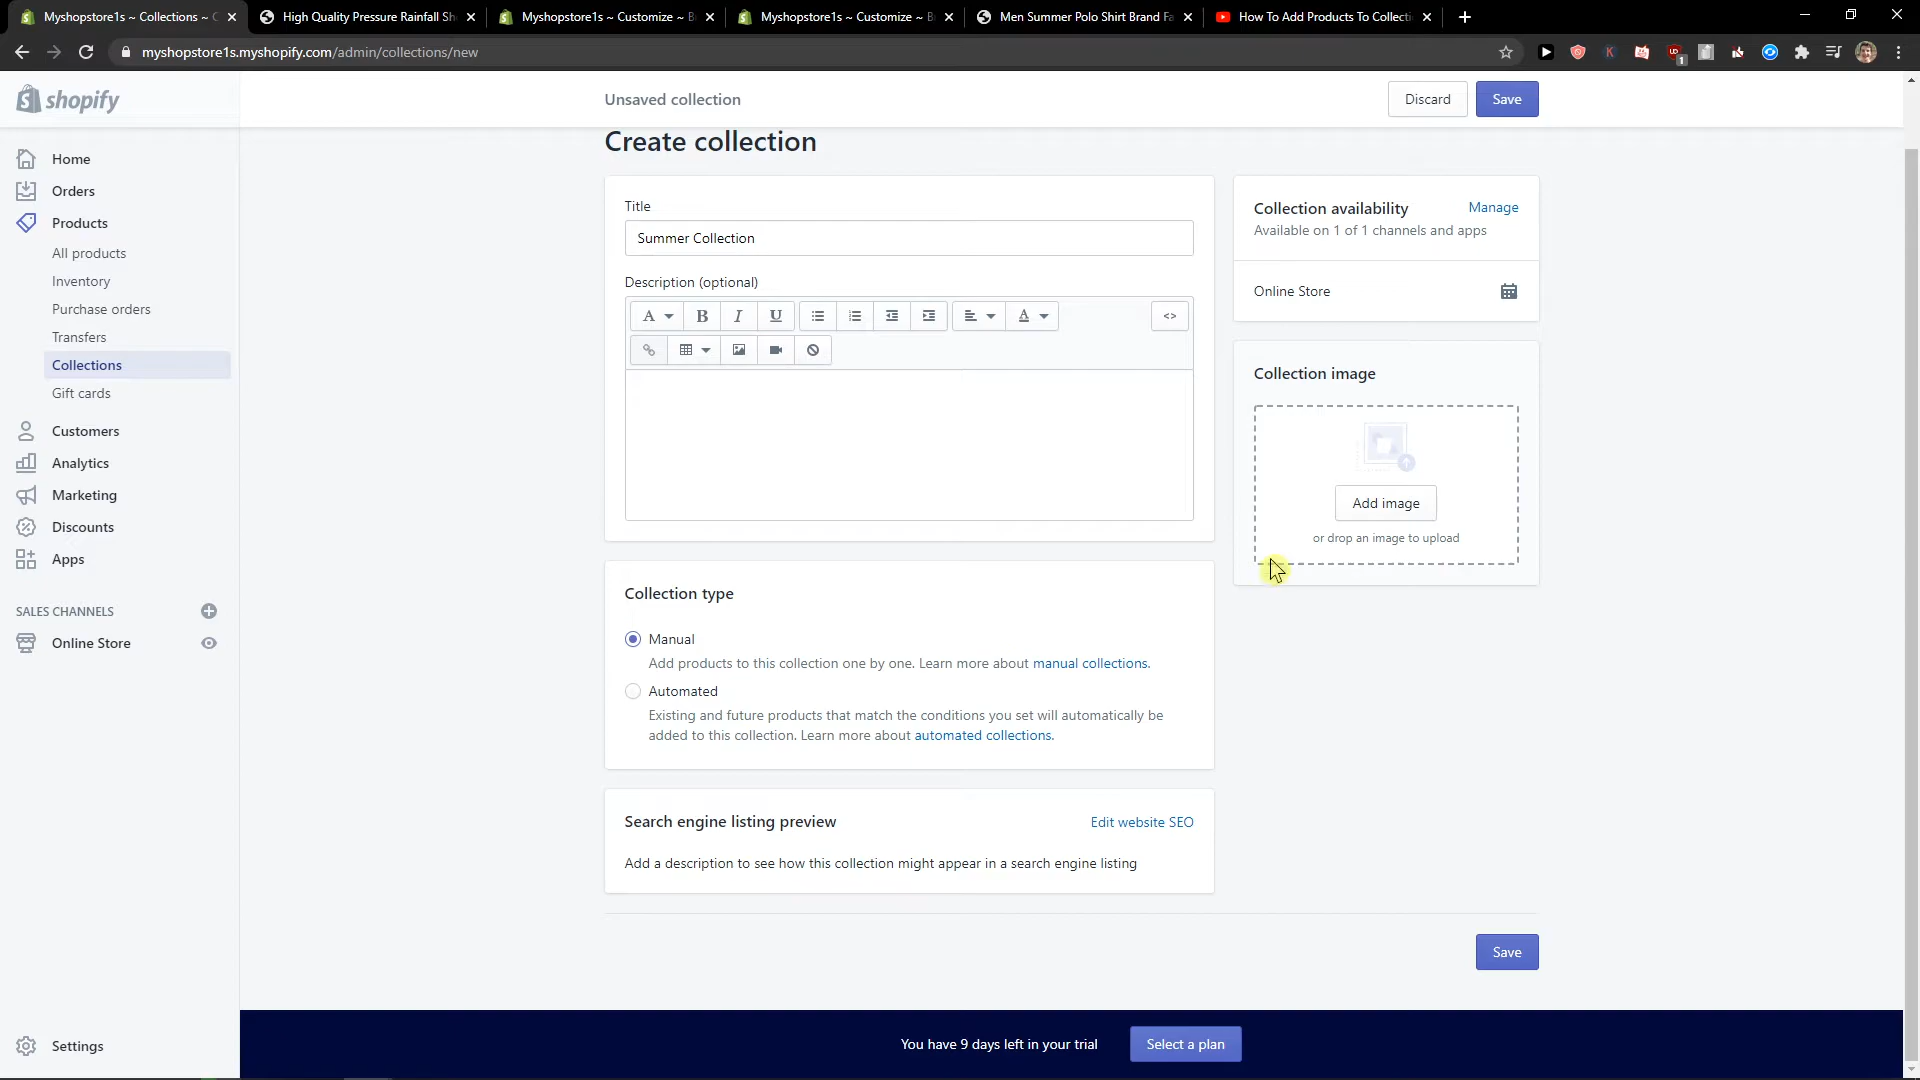 Myshopstore1s ~ Collections ~
High Quality Pressure Rainfall Sh
Myshopstore1s ~ Customize ~ B
Myshopstore1s ~ Customize ~ B
Men Summer Polo Shirt Brand Fa
How To Add Products To Collecti
myshopstore1s.myshopify.com/admin/collections/new
shopify
Unsaved collection
Discard
Save
Home
Orders
Products
All products
Inventory
Purchase orders
Transfers
Collections
Gift cards
Customers
Analytics
Marketing
Discounts
Apps
SALES CHANNELS
Online Store
Settings
Create collection
Title
Summer Collection
Description (optional)
A
B
I
U
A
<>
Collection type
Manual
Add products to this collection one by one. Learn more about manual collections.
Automated
Existing and future products that match the conditions you set will automatically be
added to this collection. Learn more about automated collections.
Search engine listing preview
Edit website SEO
Add a description to see how this collection might appear in a search engine listing
Collection availability
Manage
Available on 1 of 1 channels and apps
Online Store
Collection image
Add image
or drop an image to upload
Save
You have 9 days left in your trial
Select a plan